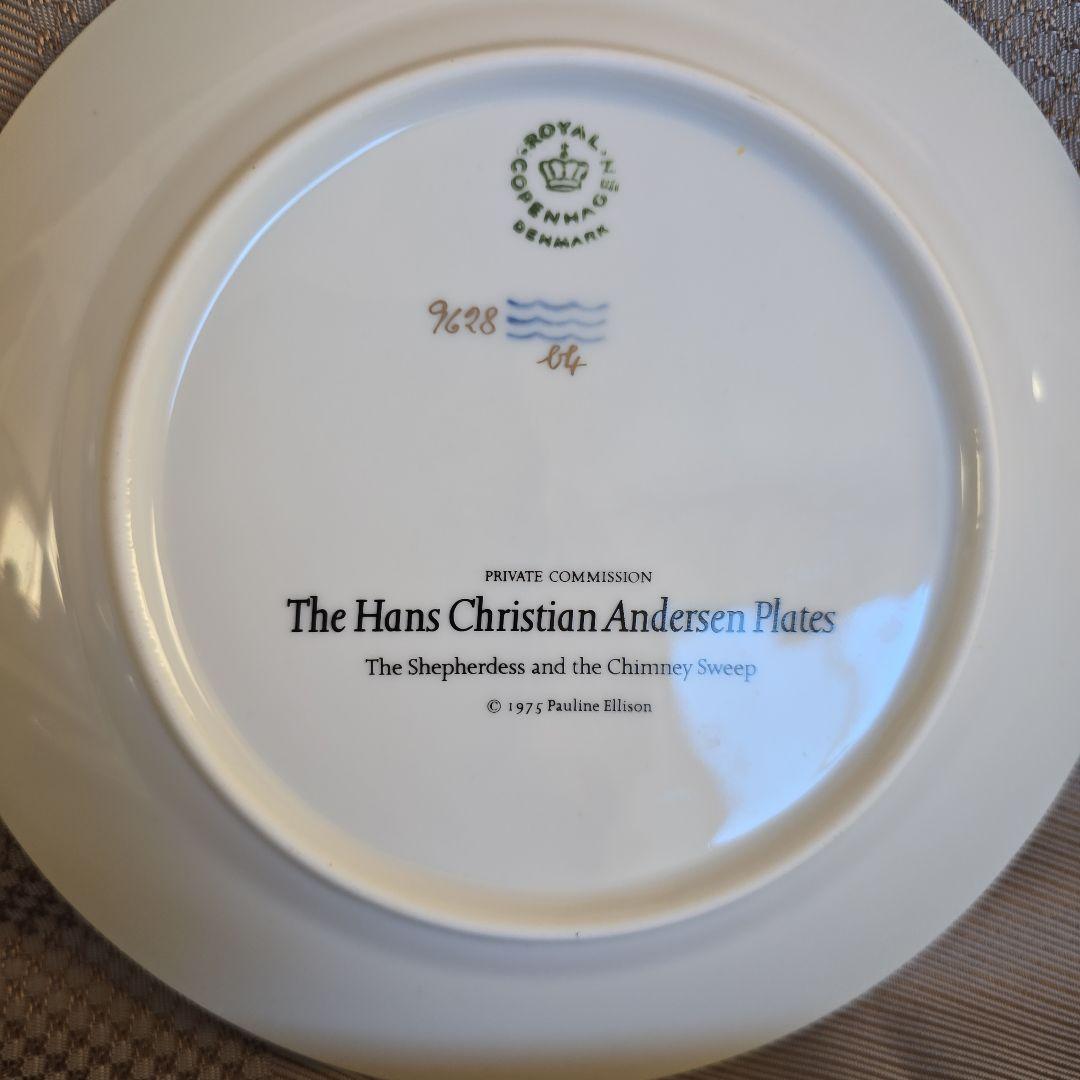 ROYAL COPENHAGEN
DENMARK
9628
PRIVATE COMMISSION
The Hans Christian Andersen Plates
The Shepherdess and the Chimney Sweep
© 1975 Pauline Ellison